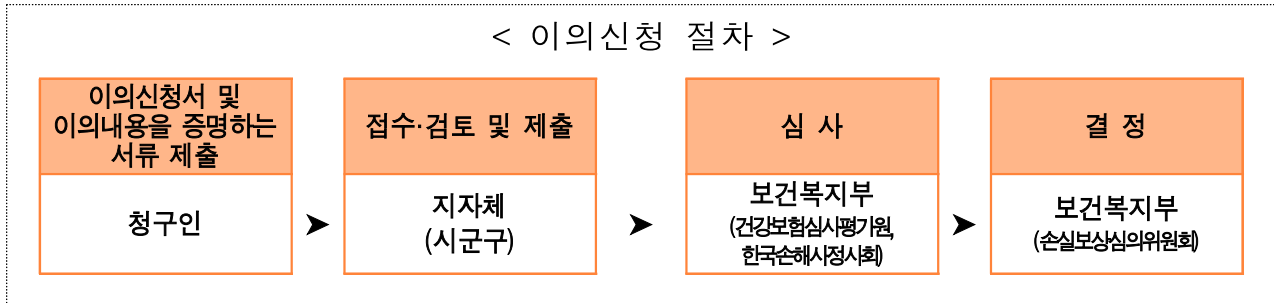 < 이의신청 절차 >
이의신청서 및
이의내용을 증명하는
서류 제출
청구인
➤
접수·검토 및 제출
지자체
(시군구)
➤
심 사
보건복지부
(건강보험심사평가원,
한국손해사정사회)
➤
결 정
보건복지부
(손실보상심의위원회)